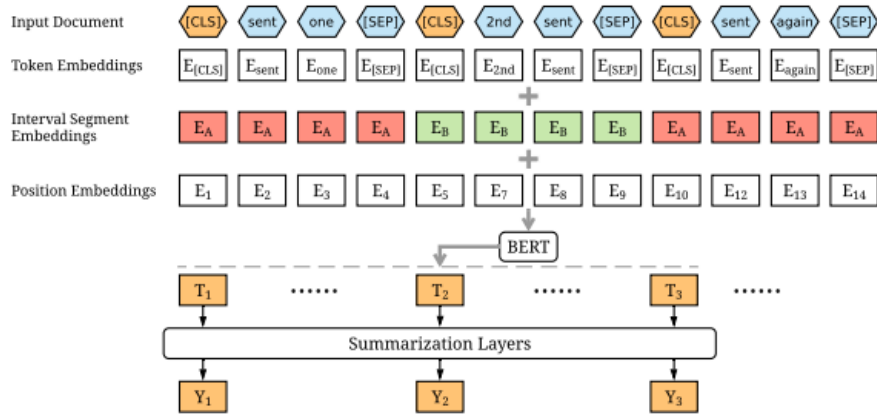 Input Document [CLS] sent one [SEP] [CLS] 2nd sent [SEP] [CLS] sent again [SEP]
Token Embeddings E[CLS] Esent Eone E[SEP] E[CLS] E2nd Esent E[SEP] E[CLS] Esent Eagain E[SEP]
+
Interval Segment
Embeddings EA EA EA EA EB EB EB EB EA EA EA EA
+
Position Embeddings E1 E2 E3 E4 E5 E7 E8 E9 E10 E12 E13 E14
BERT
T1 ...... T2 ...... T3 ......
Summarization Layers
Y1 Y2 Y3